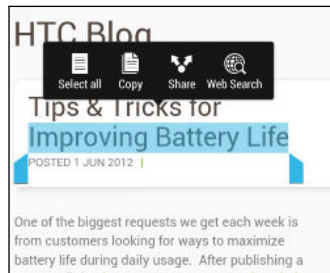 HTC Blog
Select all Copy Share Web Search
Tips & Tricks for
Improving Battery Life
POSTED 1 JUN 2012 |
One of the biggest requests we get each week is
from customers looking for ways to maximize
battery life during daily usage. After publishing a